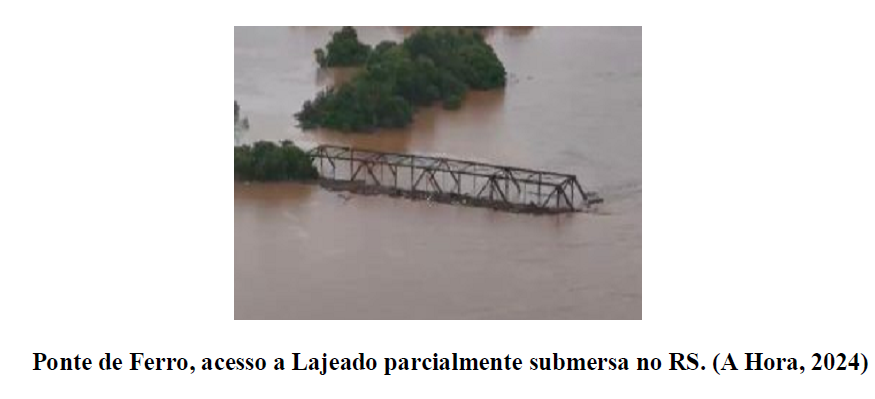 Ponte de Ferro, acesso a Lajeado parcialmente submersa no RS. (A Hora, 2024)